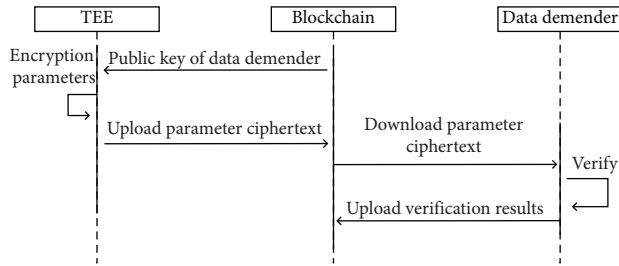 TEE
Blockchain
Data demender
Encryption
parameters
Public key of data demender
Upload parameter ciphertext
Download parameter
ciphertext
Verify
Upload verification results